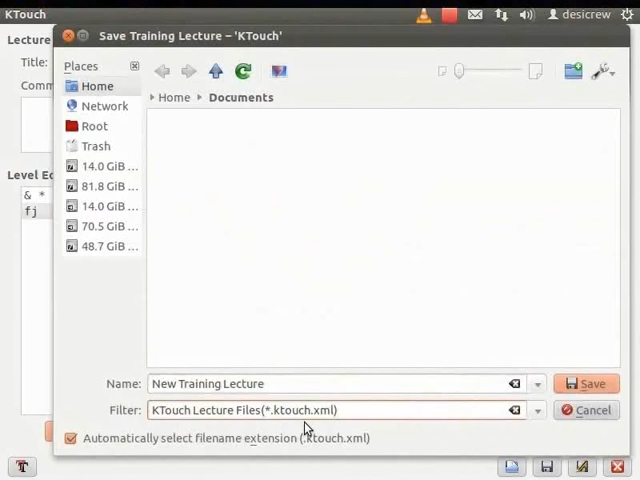 KTouch
desicrew
Lecture
Save Training Lecture – 'KTouch'
Title:
Comm
Places
Home
Network
Root
Trash
14.0 GiB ...
81.8 GiB ...
14.0 GiB ...
70.5 GiB ...
48.7 GiB ...
Home
Documents
Level Ed
& *
fj
Name:
New Training Lecture
Save
Filter:
KTouch Lecture Files(*.ktouch.xml)
Cancel
Automatically select filename extension (.ktouch.xml)